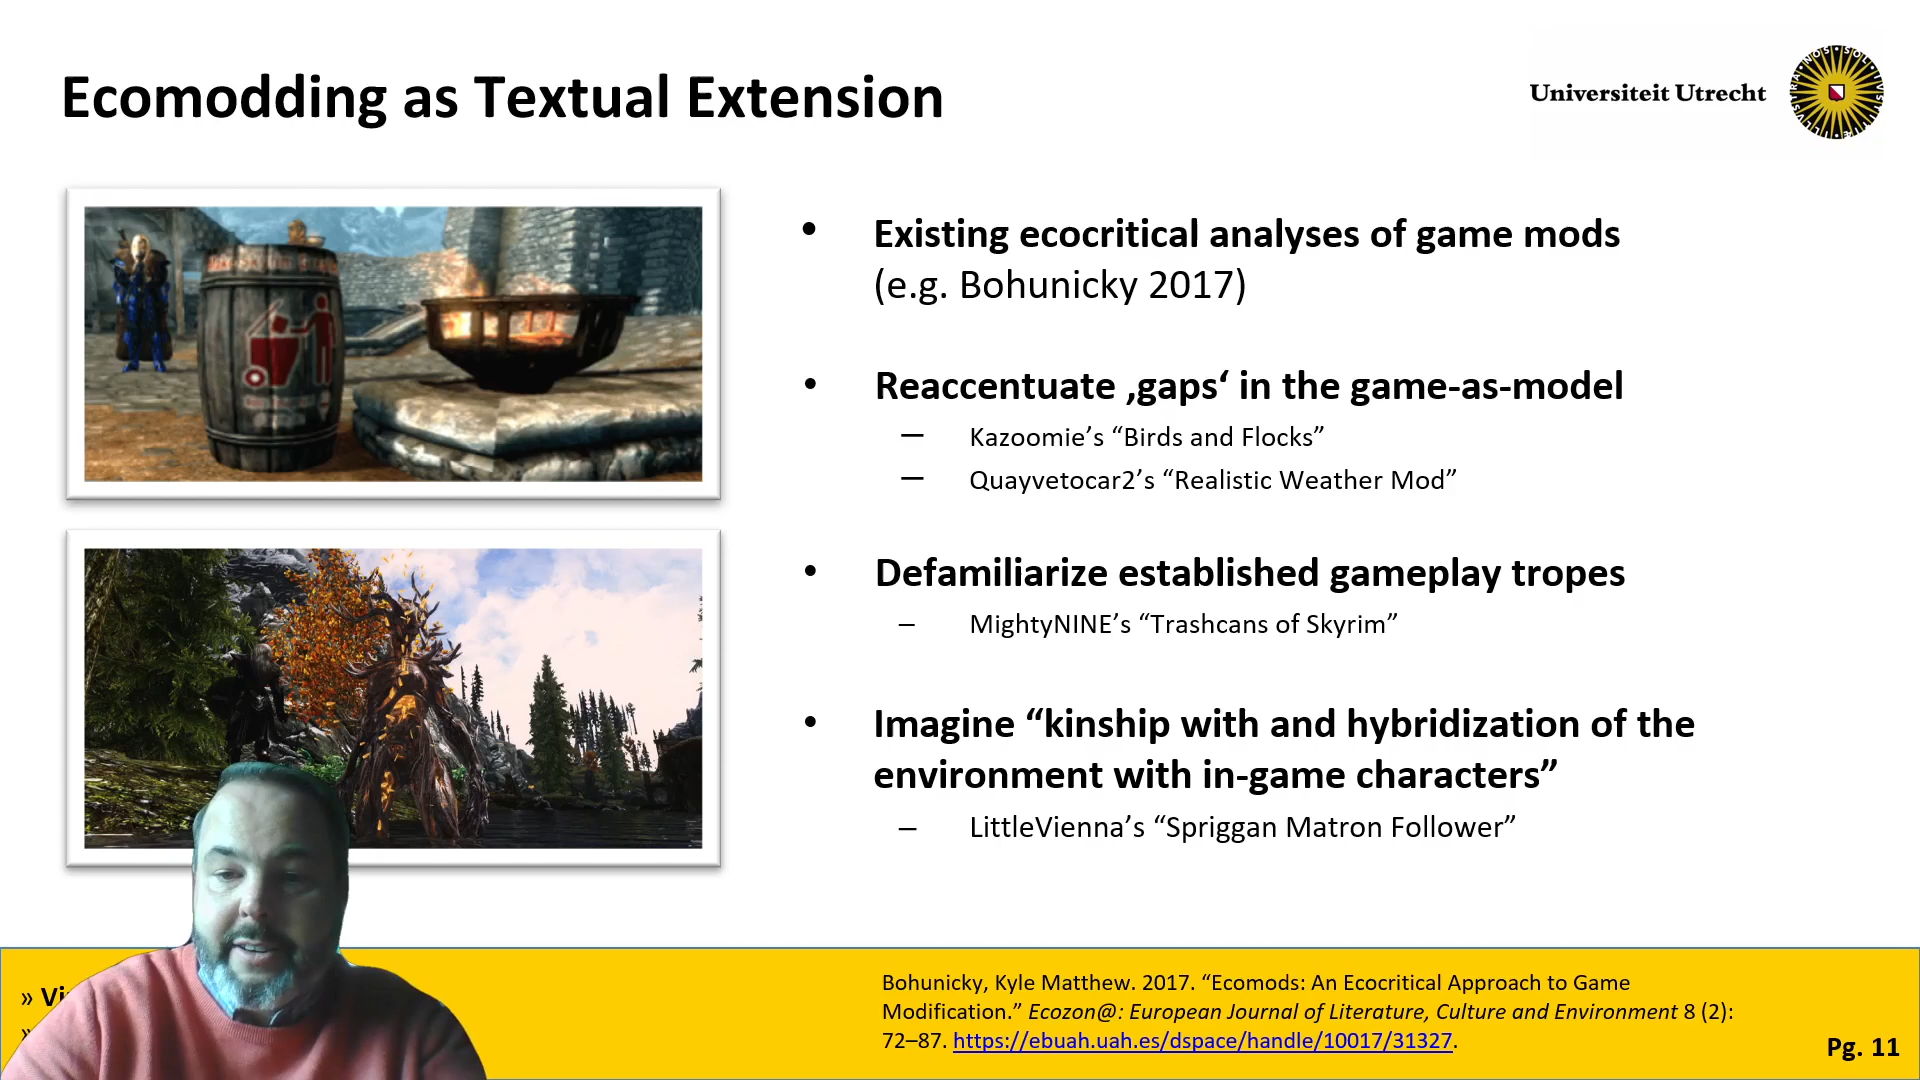 Ecomodding as Textual Extension
Universiteit Utrecht
• Existing ecocritical analyses of game mods
(e.g. Bohunicky 2017)
• Reaccentuate ‚gaps‘ in the game-as-model
— Kazoomie’s “Birds and Flocks”
— Quayvetocar2’s “Realistic Weather Mod”
• Defamiliarize established gameplay tropes
– MightyNINE’s “Trashcans of Skyrim”
• Imagine “kinship with and hybridization of the
environment with in-game characters”
– LittleVienna’s “Spriggan Matron Follower”
Bohunicky, Kyle Matthew. 2017. “Ecomods: An Ecocritical Approach to Game
Modification.” Ecozon@: European Journal of Literature, Culture and Environment 8 (2):
72–87. https://ebuah.uah.es/dspace/handle/10017/31327.
Pg. 11